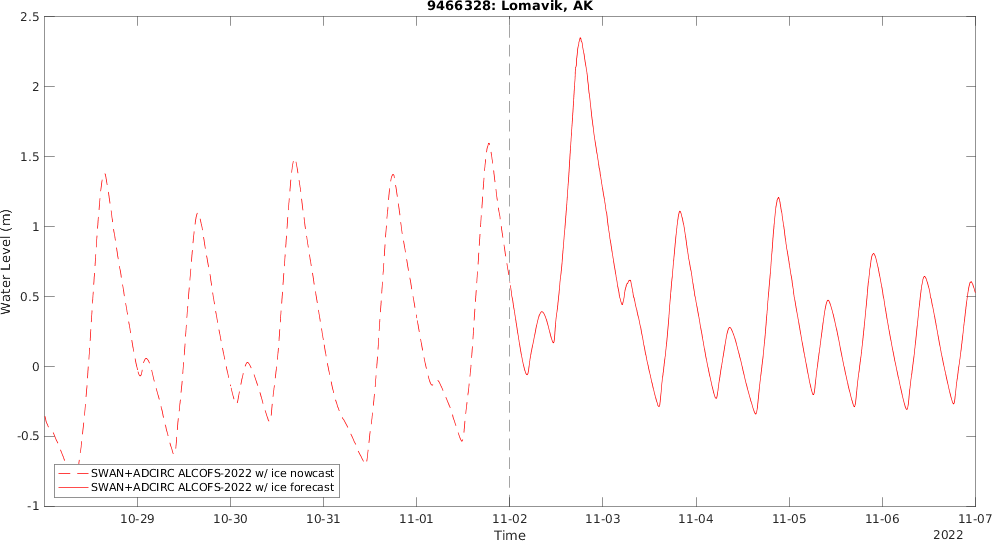 9466328: Lomavik, AK
2.5
2
1.5
1
0.5
0
-0.5
-1
Water Level (m)
SWAN+ADCIRC ALCOFS-2022 w/ ice nowcast
SWAN+ADCIRC ALCOFS-2022 w/ ice forecast
10-29 10-30 10-31 11-01 11-02 11-03 11-04 11-05 11-06 11-07
Time
2022